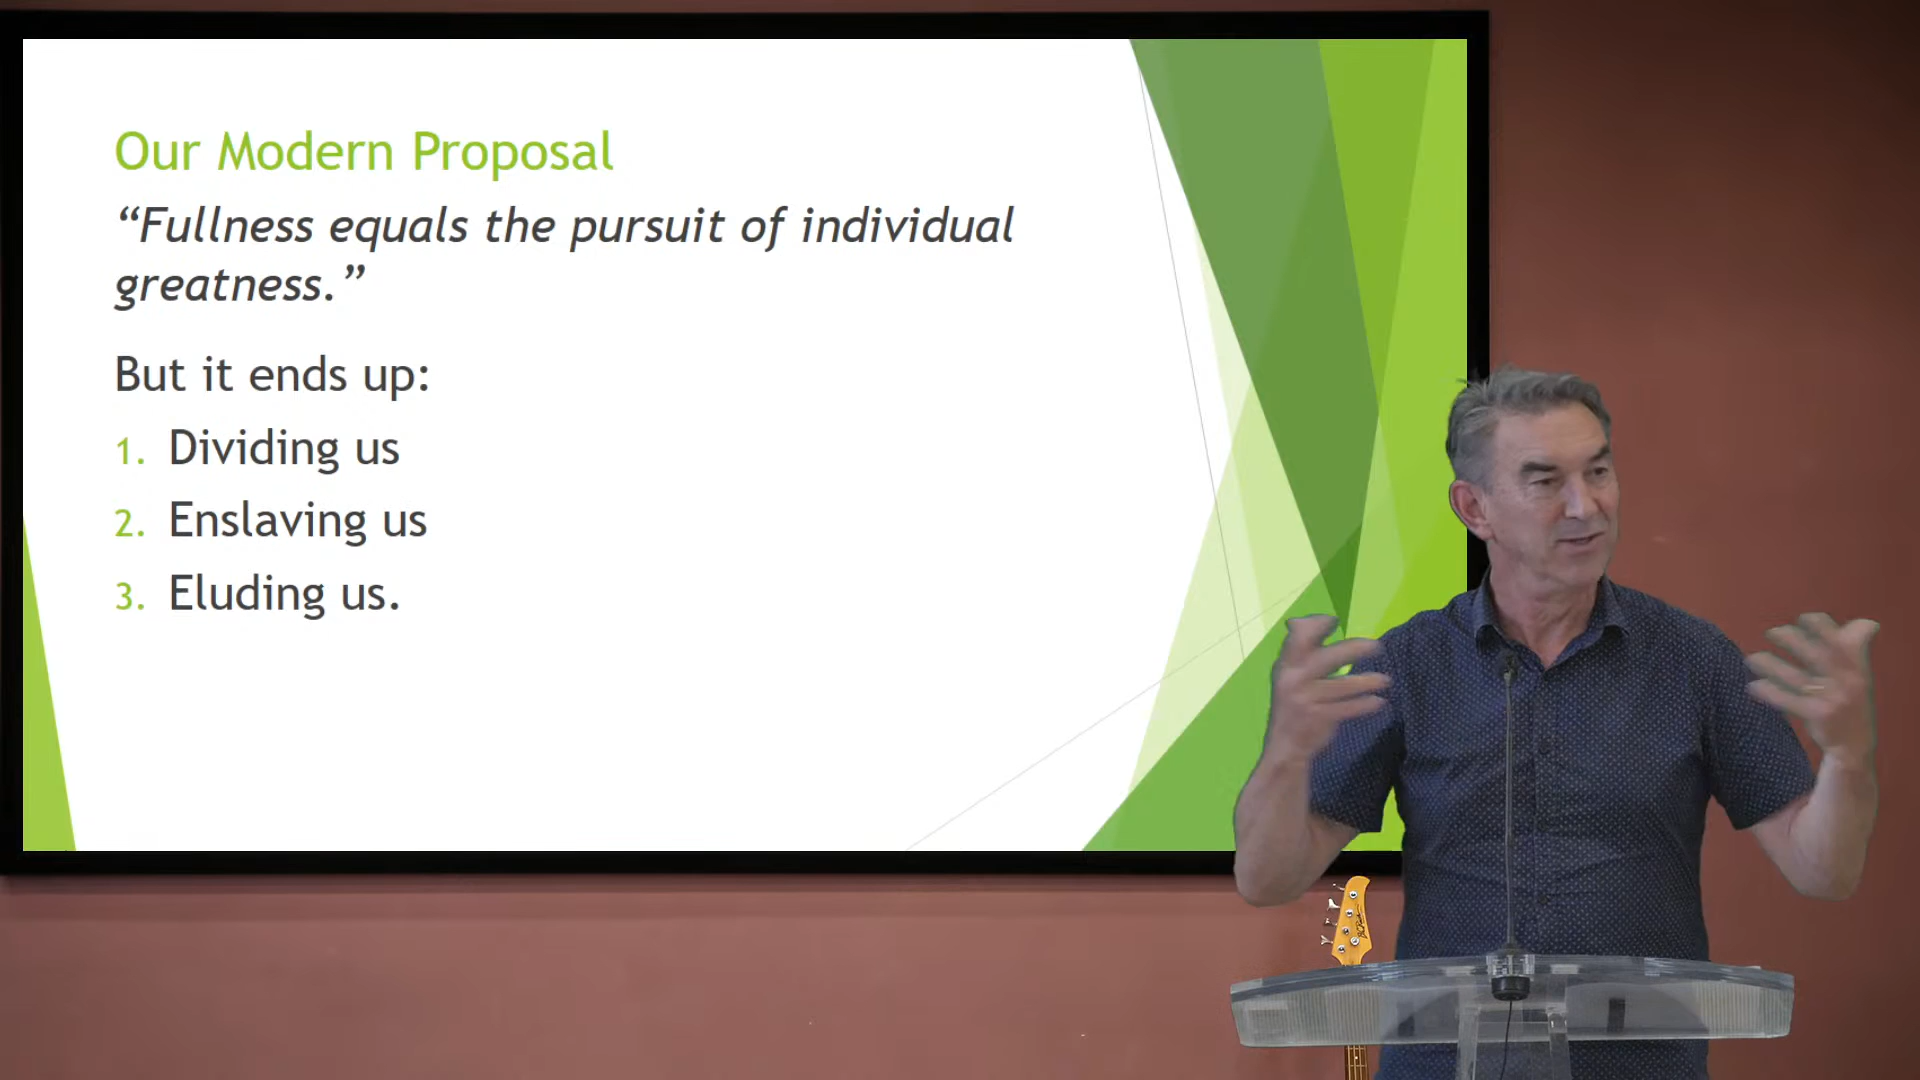 Our Modern Proposal
“Fullness equals the pursuit of individual
greatness.”
But it ends up:
1. Dividing us
2. Enslaving us
3. Eluding us.